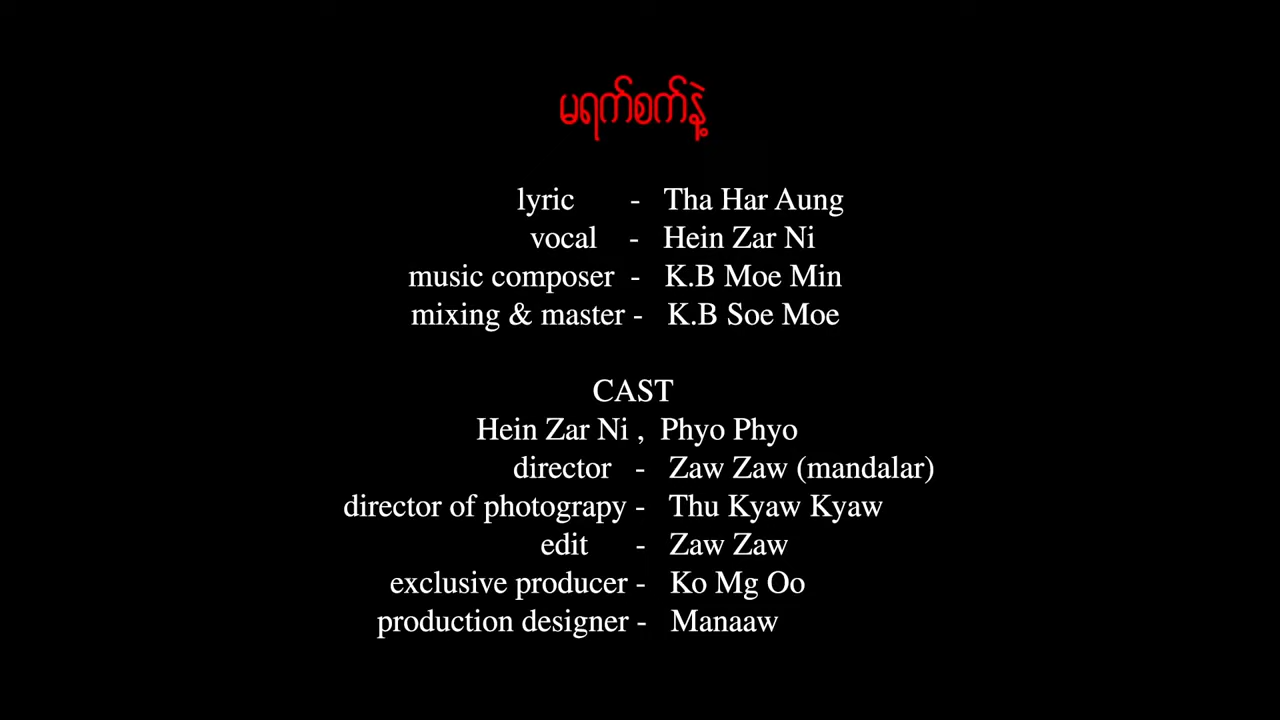 မရက်စက်နဲ့
lyric - Tha Har Aung
vocal - Hein Zar Ni
music composer - K.B Moe Min
mixing & master - K.B Soe Moe
CAST
Hein Zar Ni , Phyo Phyo
director - Zaw Zaw (mandalar)
director of photograpy - Thu Kyaw Kyaw
edit - Zaw Zaw
exclusive producer - Ko Mg Oo
production designer - Manaaw